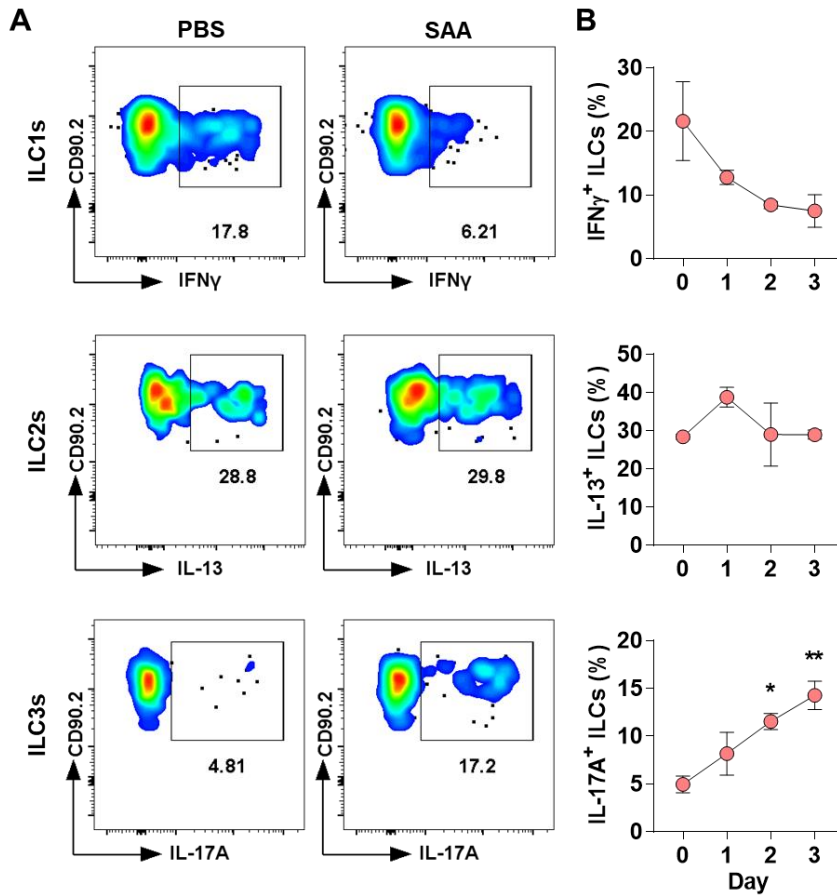 A
B
PBS
SAA
ILC1s
CD90.2
17.8
IFNγ
CD90.2
6.21
IFNγ
IFNγ+ ILCs (%)
30
20
10
0
0 1 2 3
ILC2s
CD90.2
28.8
IL-13
CD90.2
29.8
IL-13
IL-13+ ILCs (%)
50
40
30
20
10
0
0 1 2 3
ILC3s
CD90.2
4.81
IL-17A
CD90.2
17.2
IL-17A
IL-17A+ ILCs (%)
20
15
10
5
0
*
**
0 1 2 3
Day